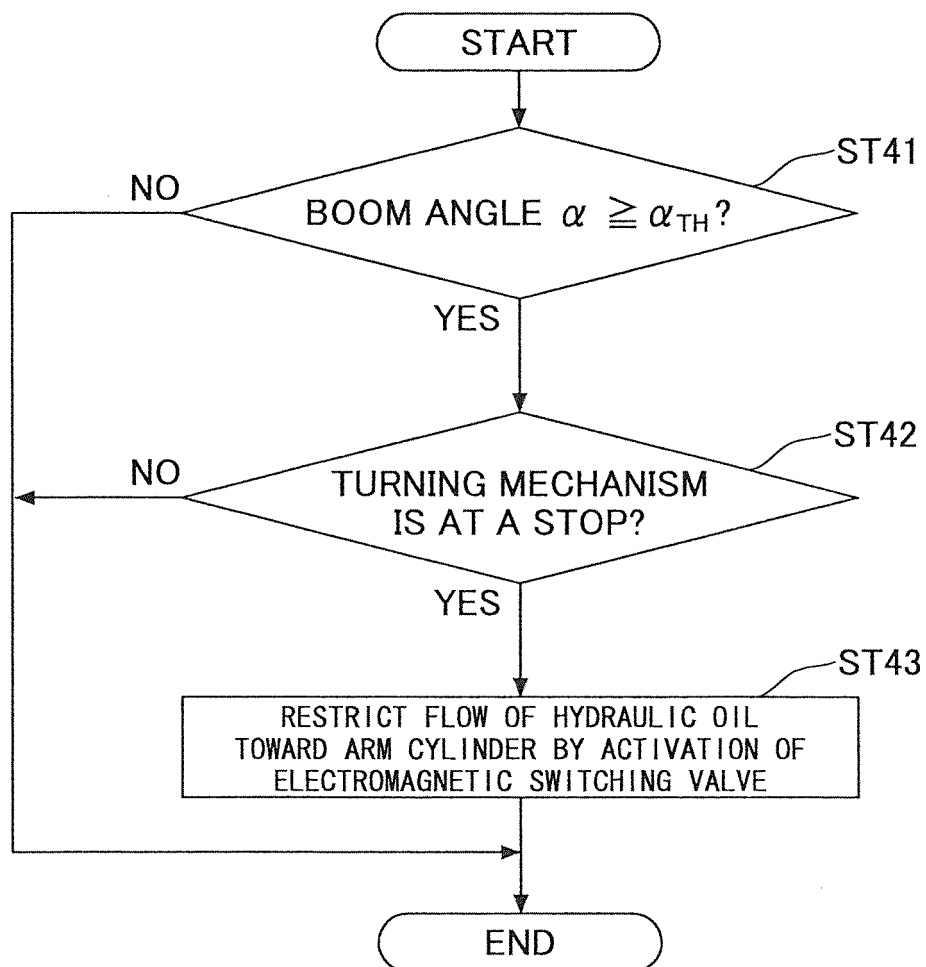 START
ST41
NO
BOOM ANGLE α ≧ αTH?
YES
ST42
NO
TURNING MECHANISM
IS AT A STOP?
YES
ST43
RESTRICT FLOW OF HYDRAULIC OIL
TOWARD ARM CYLINDER BY ACTIVATION OF
ELECTROMAGNETIC SWITCHING VALVE
END